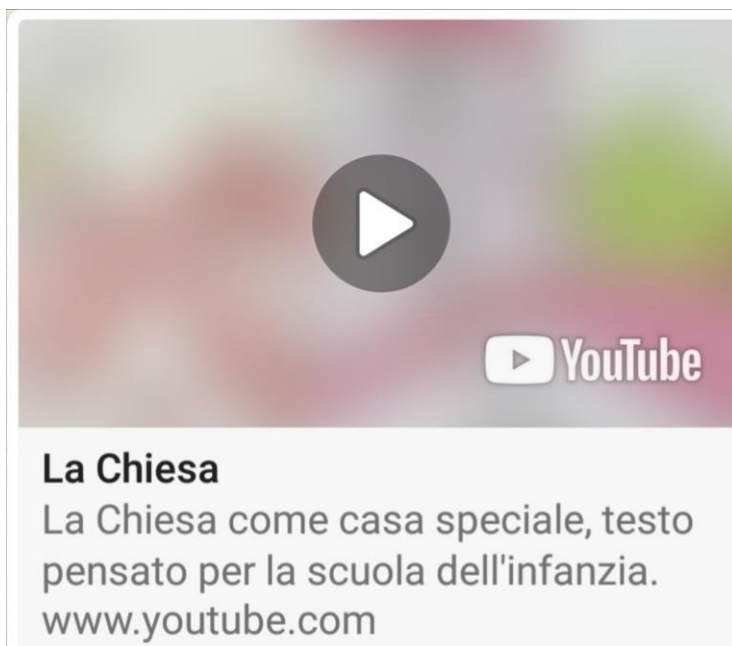 YouTube
La Chiesa
La Chiesa come casa speciale, testo
pensato per la scuola dell'infanzia.
www.youtube.com